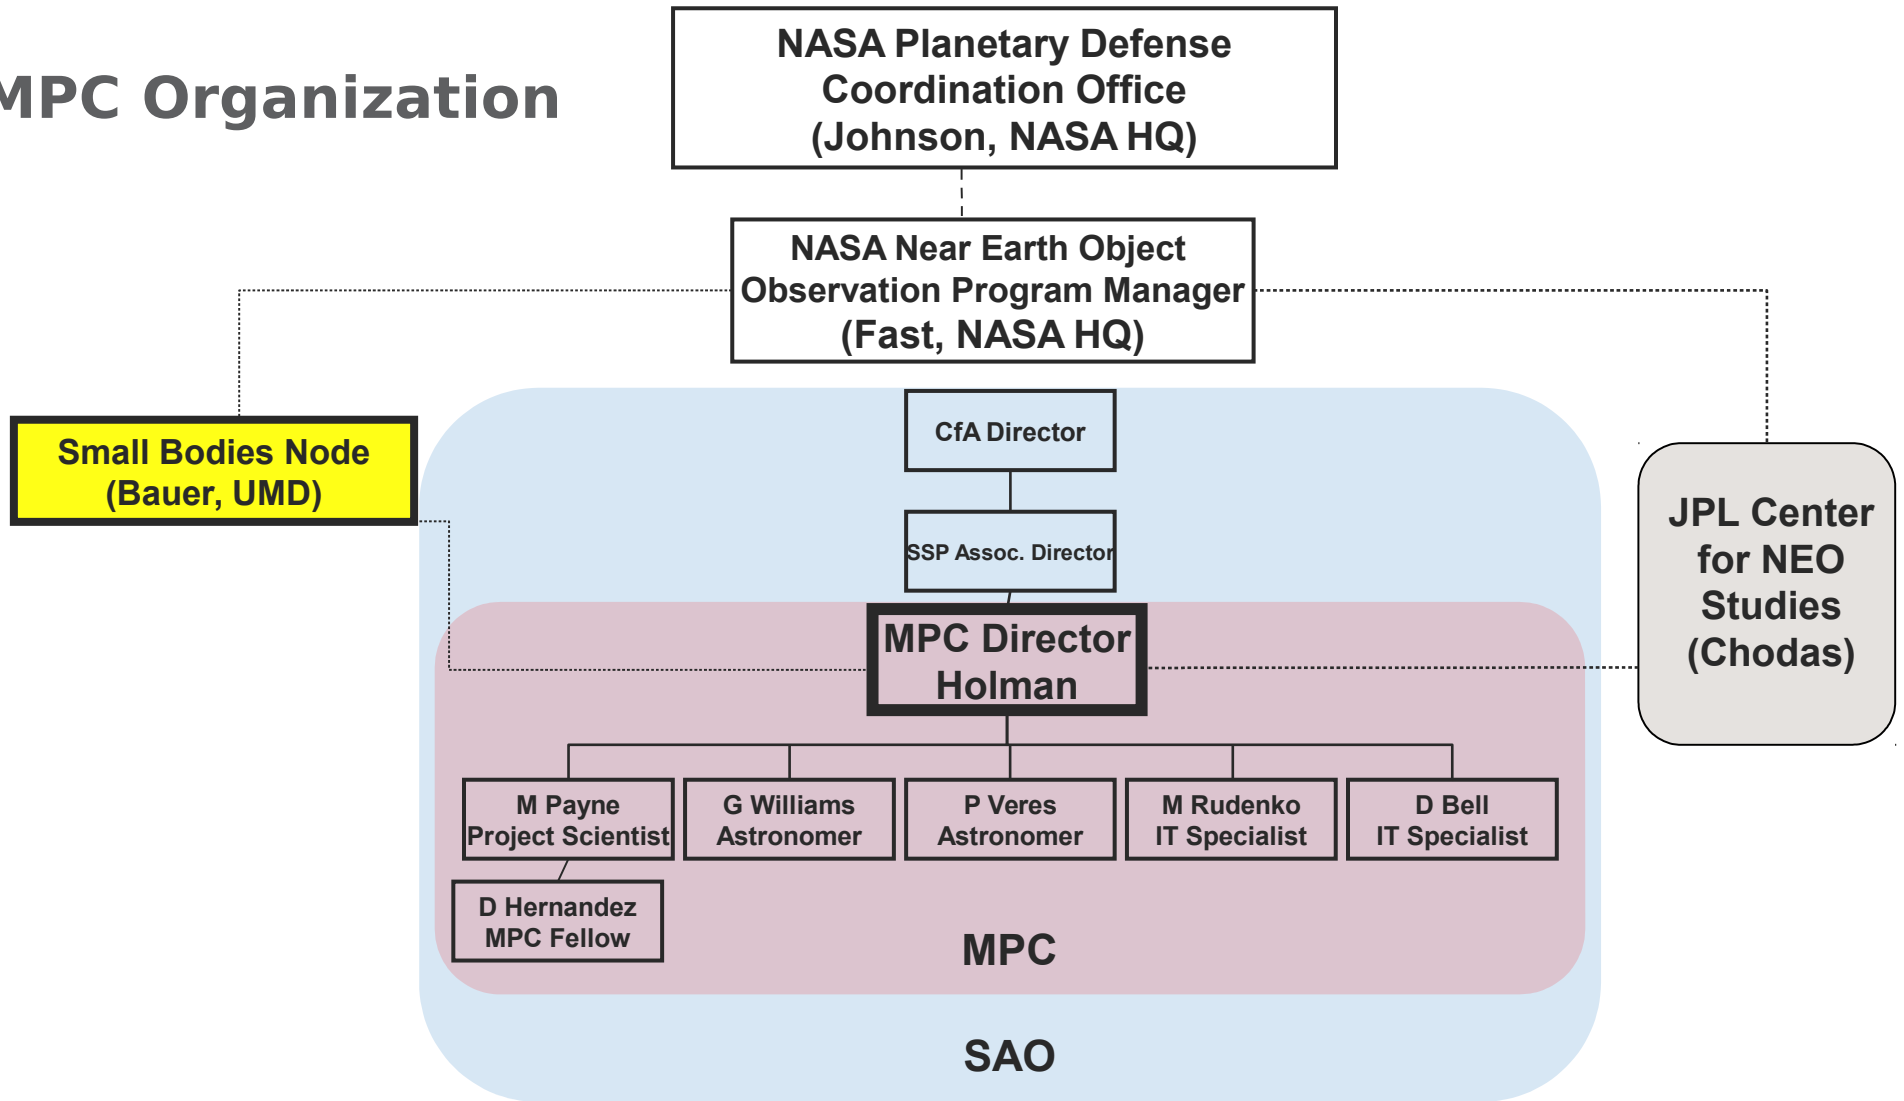 MPC Organization
NASA Planetary Defense
Coordination Office
(Johnson, NASA HQ)
NASA Near Earth Object
Observation Program Manager
(Fast, NASA HQ)
Small Bodies Node
(Bauer, UMD)
CfA Director
SSP Assoc. Director
JPL Center
for NEO
Studies
(Chodas)
MPC Director
Holman
M Payne
Project Scientist
G Williams
Astronomer
P Veres
Astronomer
M Rudenko
IT Specialist
D Bell
IT Specialist
D Hernandez
MPC Fellow
MPC
SAO